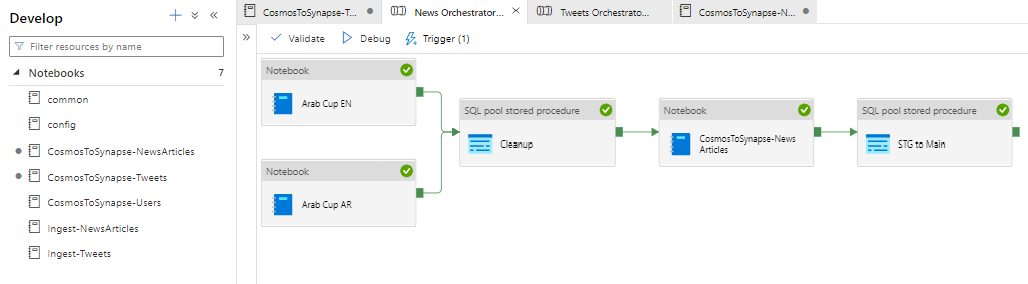 Develop
Filter resources by name
Notebooks 7
common
config
CosmosToSynapse-NewsArticles
CosmosToSynapse-Tweets
CosmosToSynapse-Users
Ingest-NewsArticles
Ingest-Tweets
CosmosToSynapse-T...
News Orchestrator...
Tweets Orchestrato...
CosmosToSynapse-N...
Validate
Debug
Trigger (1)
Notebook
Arab Cup EN
Notebook
Arab Cup AR
SQL pool stored procedure
Cleanup
Notebook
CosmosToSynapse-News
Articles
SQL pool stored procedure
STG to Main